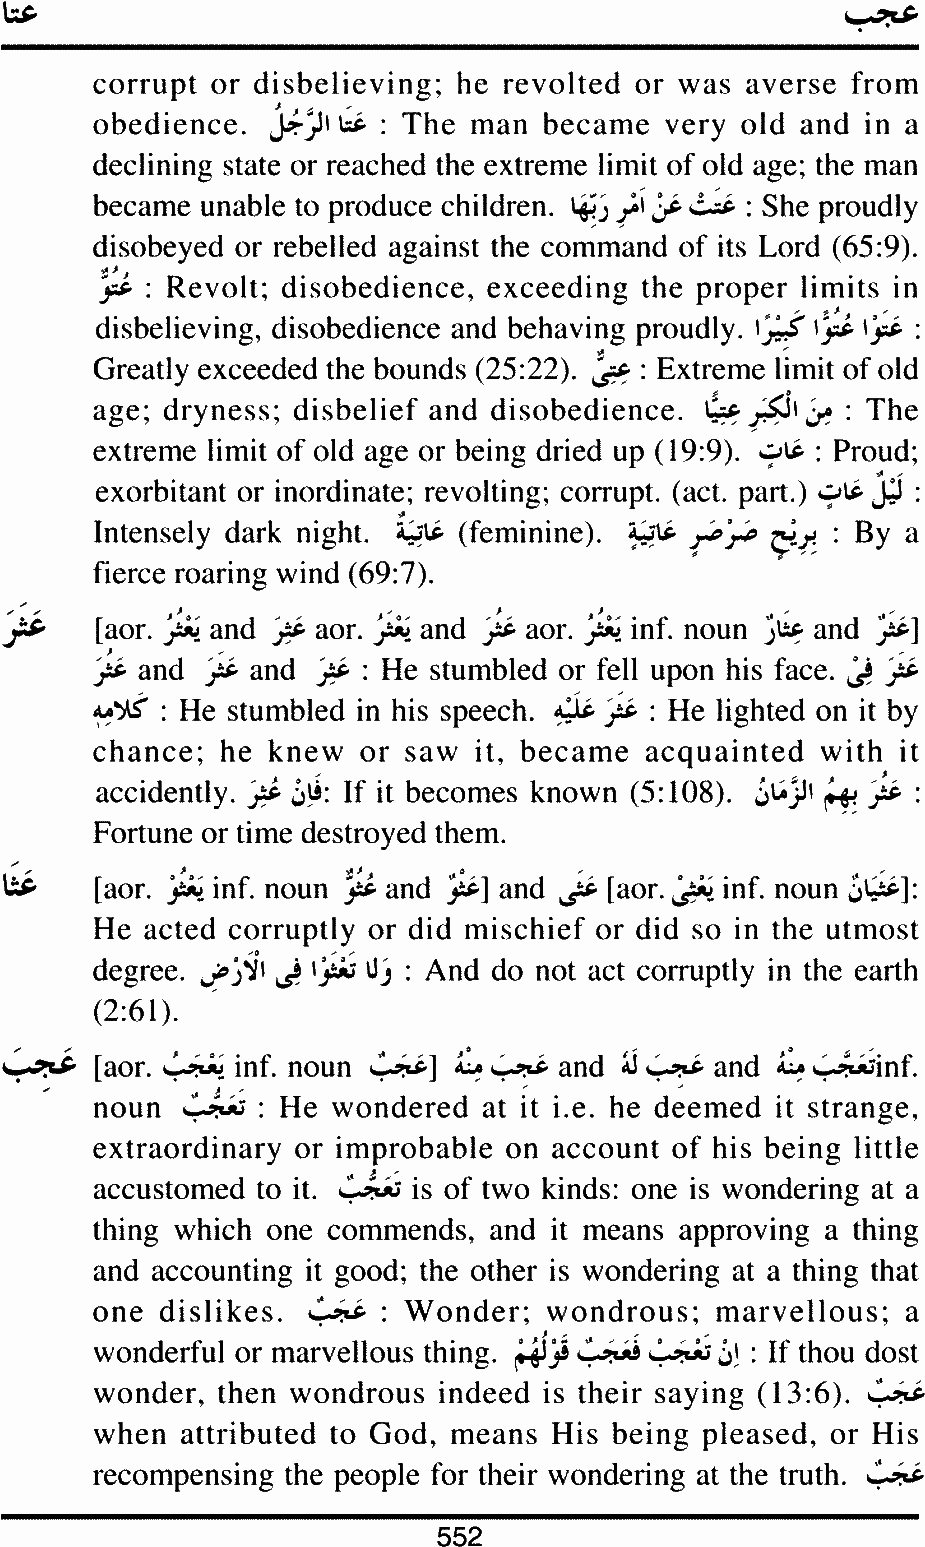 عتا عجب
corrupt or disbelieving; he revolted or was averse from
obedience. عَتَا الرَّجُلُ : The man became very old and in a
declining state or reached the extreme limit of old age; the man
became unable to produce children. عَتَتْ عَنْ اَمْرِ رَبِّهَا : She proudly
disobeyed or rebelled against the command of its Lord (65:9).
عُتُوٌّ : Revolt; disobedience, exceeding the proper limits in
disbelieving, disobedience and behaving proudly. عَتَوْا عُتُوًّا كَبِيْرًا :
Greatly exceeded the bounds (25:22). عِتِىٌّ : Extreme limit of old
age; dryness; disbelief and disobedience. مِنَ الْكِبَرِ عِتِيًّا : The
extreme limit of old age or being dried up (19:9). عَاتٍ : Proud;
exorbitant or inordinate; revolting; corrupt. (act. part.) لَيْلٌ عَاتٍ :
Intensely dark night. عَاتِيَةٌ (feminine). بِرِيْحٍ صَرْصَرٍ عَاتِيَةٍ : By a
fierce roaring wind (69:7).
عَثَرَ [aor. يَعْثُرُ and عَثِرَ aor. يَعْثَرُ and عَثُرَ aor. يَعْثُرُ inf. noun عِثَارٌ and عَثْرٌ]
عَثُرَ and عَثَرَ and عَثِرَ : He stumbled or fell upon his face. عَثَرَ فِىْ
كَلَامِهٖ : He stumbled in his speech. عَثَرَ عَلَيْهِ : He lighted on it by
chance; he knew or saw it, became acquainted with it
accidently. فَاِنْ عُثِرَ: If it becomes known (5:108). عَثَرَ بِهِمُ الزَّمَانُ :
Fortune or time destroyed them.
عَثَا [aor. يَعْثُوْ inf. noun عُثُوٌّ and عَثْوٌ] and عَثٰى [aor. يَعْثِىْ inf. noun عَثَيَانٌ]:
He acted corruptly or did mischief or did so in the utmost
degree. وَلَا تَعْثَوْا فِى الْاَرْضِ : And do not act corruptly in the earth
(2:61).
عَجِبَ [aor. يَعْجَبُ inf. noun عَجَبٌ] عَجِبَ مِنْهُ and عَجِبَ لَهٗ and تَعَجَّبَ مِنْهُinf.
noun تَعَجُّبٌ : He wondered at it i.e. he deemed it strange,
extraordinary or improbable on account of his being little
accustomed to it. تَعَجُّبٌ is of two kinds: one is wondering at a
thing which one commends, and it means approving a thing
and accounting it good; the other is wondering at a thing that
one dislikes. عَجَبٌ : Wonder; wondrous; marvellous; a
wonderful or marvellous thing. اِنْ تَعْجَبْ فَعَجَبٌ قَوْلُهُمْ : If thou dost
wonder, then wondrous indeed is their saying (13:6). عَجَبٌ
when attributed to God, means His being pleased, or His
recompensing the people for their wondering at the truth. عَجَبٌ
552